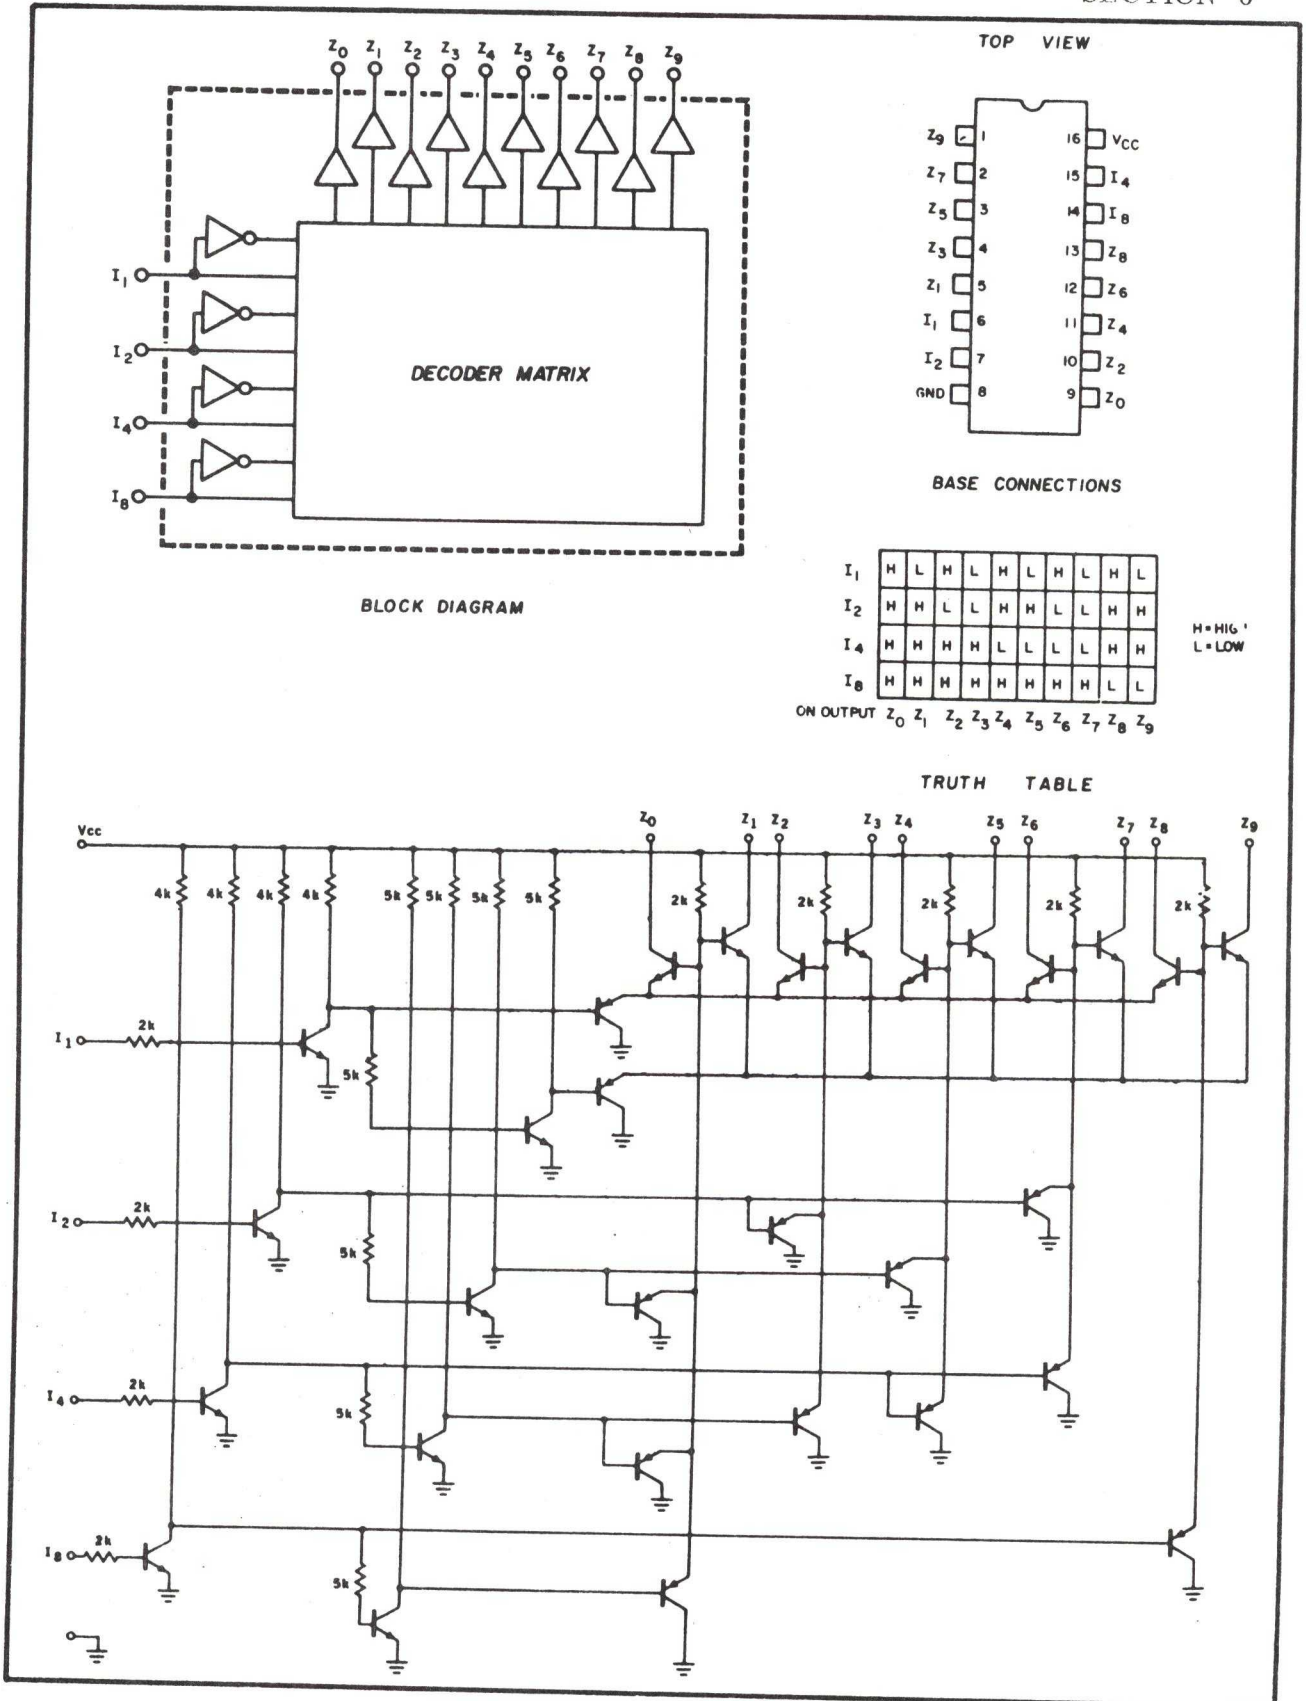 Z0 Z1 Z2 Z3 Z4 Z5 Z6 Z7 Z8 Z9
I1
I2
I4
I8
DECODER MATRIX
BLOCK DIAGRAM
TOP VIEW
Z9 1 16 VCC
Z7 2 15 I4
Z5 3 14 I8
Z3 4 13 Z8
Z1 5 12 Z6
I1 6 11 Z4
I2 7 10 Z2
GND 8 9 Z0
BASE CONNECTIONS
I1 H L H L H L H L H L
I2 H H L L H H L L H H
I4 H H H H L L L L H H
I8 H H H H H H H H L L
ON OUTPUT Z0 Z1 Z2 Z3 Z4 Z5 Z6 Z7 Z8 Z9
L = LOW
TRUTH TABLE
Vcc
Z0 Z1 Z2 Z3 Z4 Z5 Z6 Z7 Z8 Z9
4k 4k 4k 4k 5k 5k 5k 5k 2k 2k 2k 2k 2k
I1 2k
5k
I2 2k
5k
I4 2k
5k
I8 2k
5k